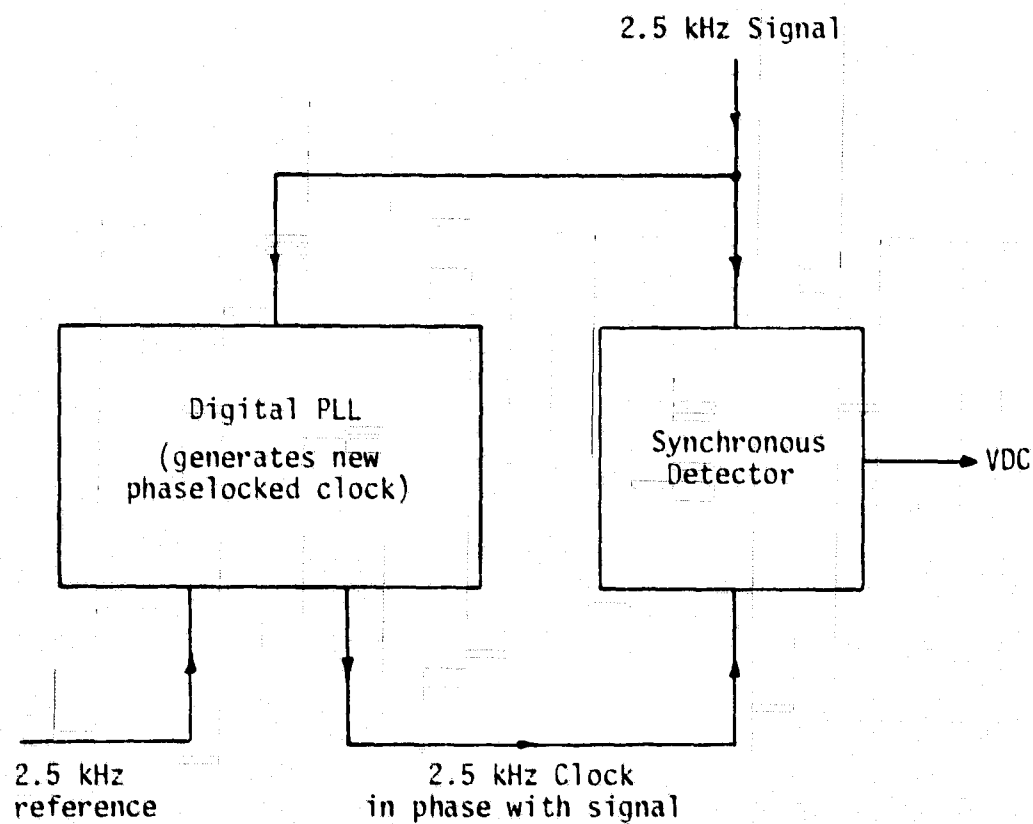 2.5 kHz Signal
Digital PLL
(generates new
phaselocked clock)
Synchronous
Detector
VDC
2.5 kHz
reference
2.5 kHz Clock
in phase with signal